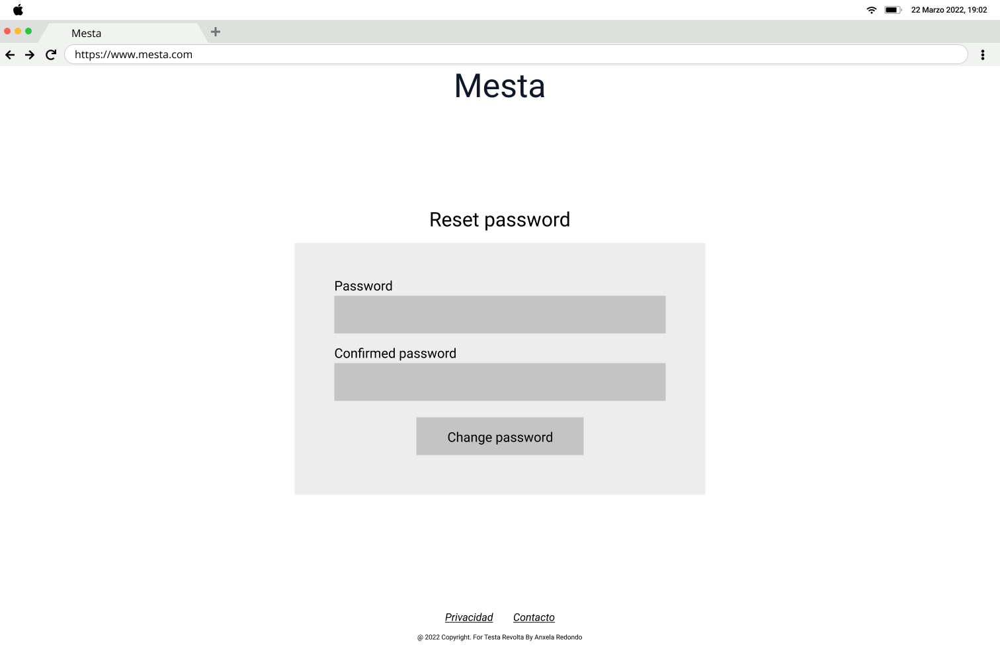 22 Marzo 2022, 19:02
Mesta
https://www.mesta.com
Mesta
Reset password
Password
Confirmed password
Change password
Privacidad Contacto
@ 2022 Copyright. For Testa Revolta By Anxela Redondo